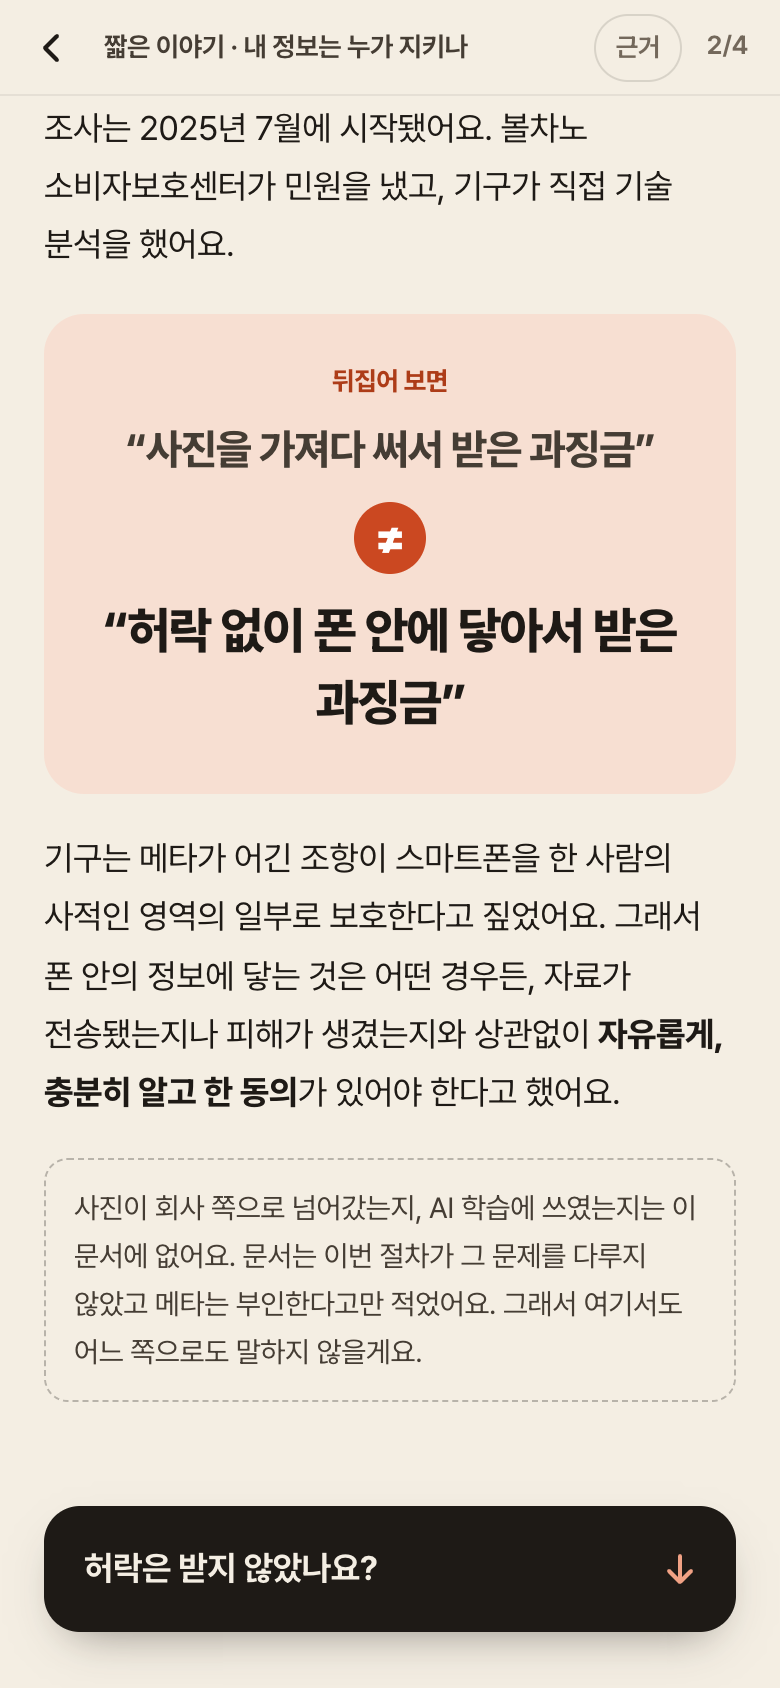 짧은 이야기 · 내 정보는 누가 지키나
근거
2/4
조사는 2025년 7월에 시작됐어요. 볼차노
소비자보호센터가 민원을 냈고, 기구가 직접 기술
분석을 했어요.
뒤집어 보면
“사진을 가져다 써서 받은 과징금”
≠
“허락 없이 폰 안에 닿아서 받은
과징금”
기구는 메타가 어긴 조항이 스마트폰을 한 사람의
사적인 영역의 일부로 보호한다고 짚었어요. 그래서
폰 안의 정보에 닿는 것은 어떤 경우든, 자료가
전송됐는지나 피해가 생겼는지와 상관없이 자유롭게,
충분히 알고 한 동의가 있어야 한다고 했어요.
사진이 회사 쪽으로 넘어갔는지, AI 학습에 쓰였는지는 이
문서에 없어요. 문서는 이번 절차가 그 문제를 다루지
않았고 메타는 부인한다고만 적었어요. 그래서 여기서도
어느 쪽으로도 말하지 않을게요.
허락은 받지 않았나요?